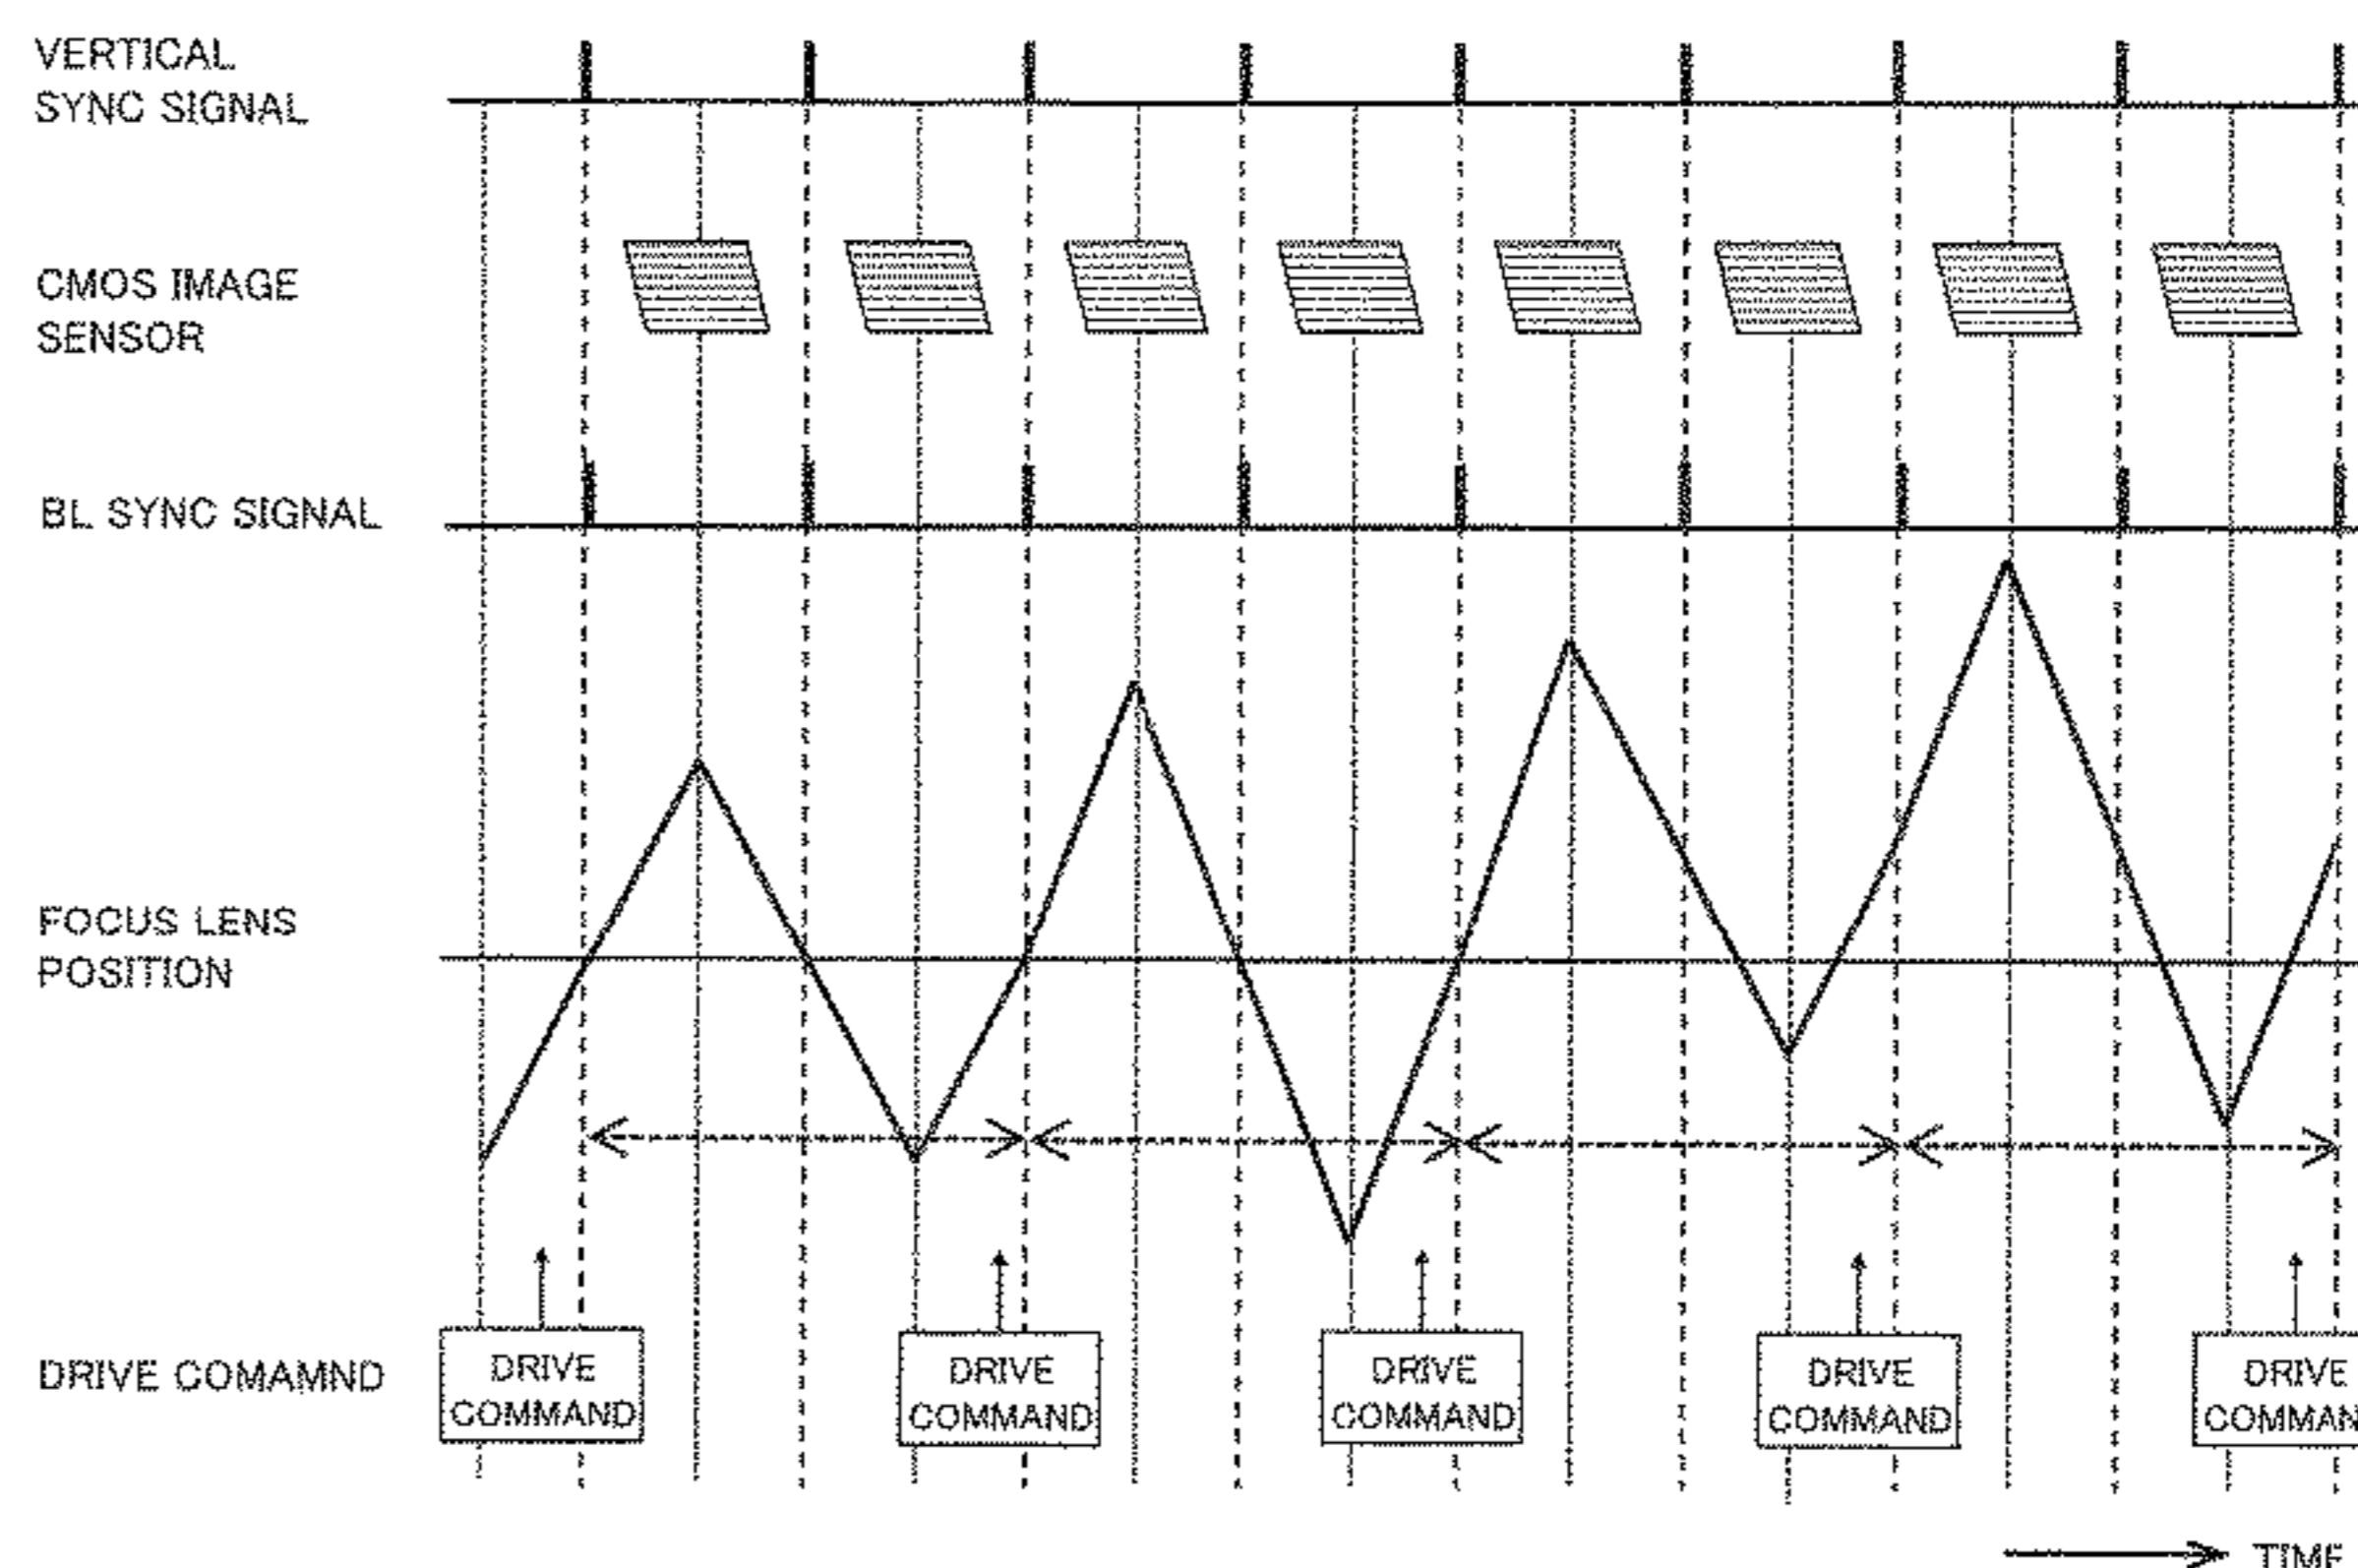 VERTICAL
SYNC SIGNAL
CMOS IMAGE
SENSOR
BL SYNC SIGNAL
FOCUS LENS
POSITION
DRIVE COMAMND
DRIVE
COMMAND
DRIVE
COMMAND
DRIVE
COMMAND
DRIVE
COMMAND
DRIVE
COMMAN
TIME